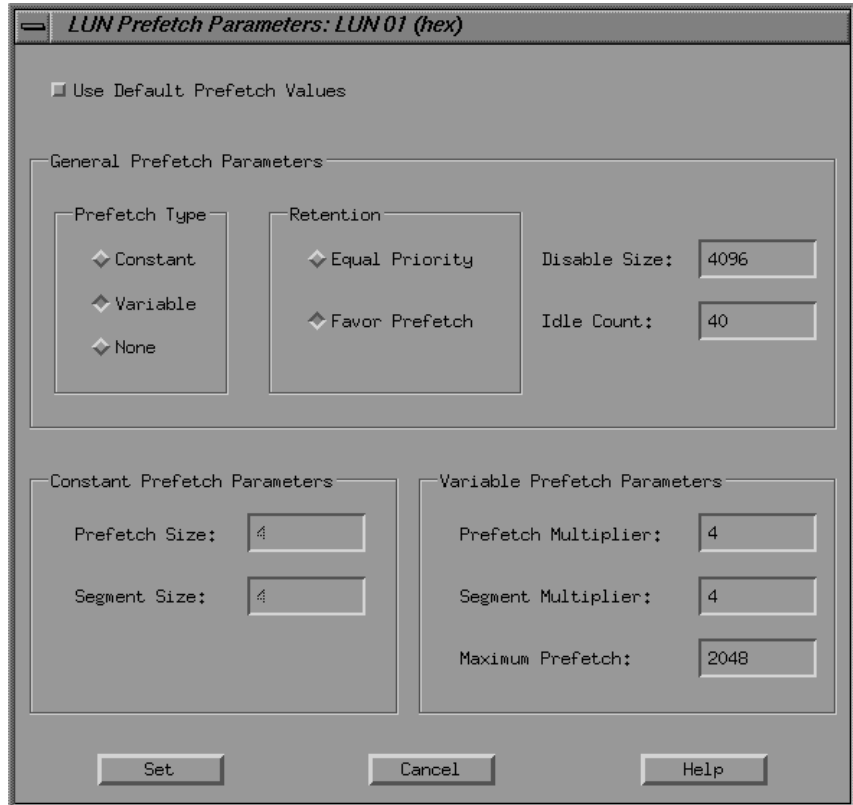 LUN Prefetch Parameters: LUN 01 (hex)
Use Default Prefetch Values
General Prefetch Parameters
Prefetch Type
Constant
Variable
None
Retention
Equal Priority
Favor Prefetch
Disable Size: 4096
Idle Count: 40
Constant Prefetch Parameters
Prefetch Size: 4
Segment Size: 4
Variable Prefetch Parameters
Prefetch Multiplier: 4
Segment Multiplier: 4
Maximum Prefetch: 2048
Set Cancel Help